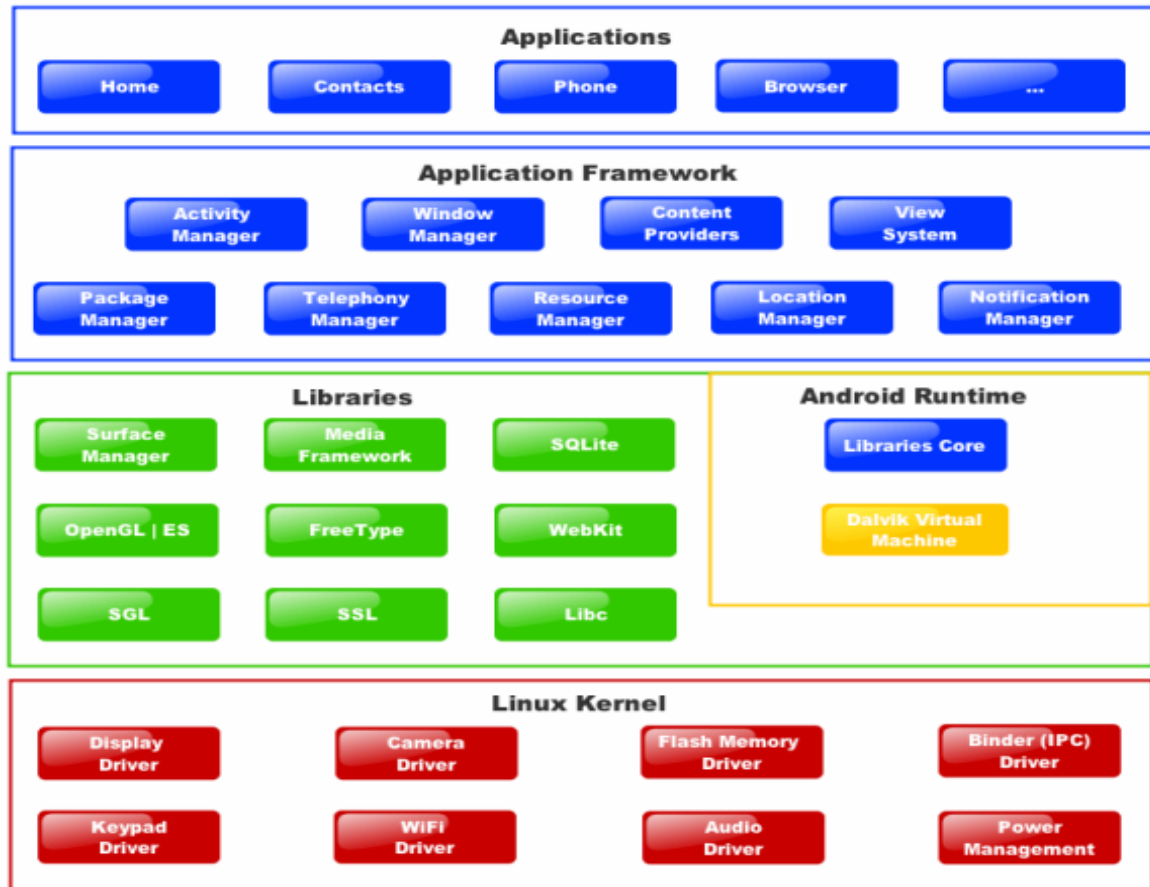 Applications
Home
Contacts
Phone
Browser
...
Application Framework
Activity
Manager
Window
Manager
Content
Providers
View
System
Package
Manager
Telephony
Manager
Resource
Manager
Location
Manager
Notification
Manager
Libraries
Surface
Manager
Media
Framework
SQLite
OpenGL | ES
FreeType
WebKit
SGL
SSL
Libc
Android Runtime
Libraries Core
Dalvik Virtual
Machine
Linux Kernel
Display
Driver
Camera
Driver
Flash Memory
Driver
Binder (IPC)
Driver
Keypad
Driver
WiFi
Driver
Audio
Driver
Power
Management